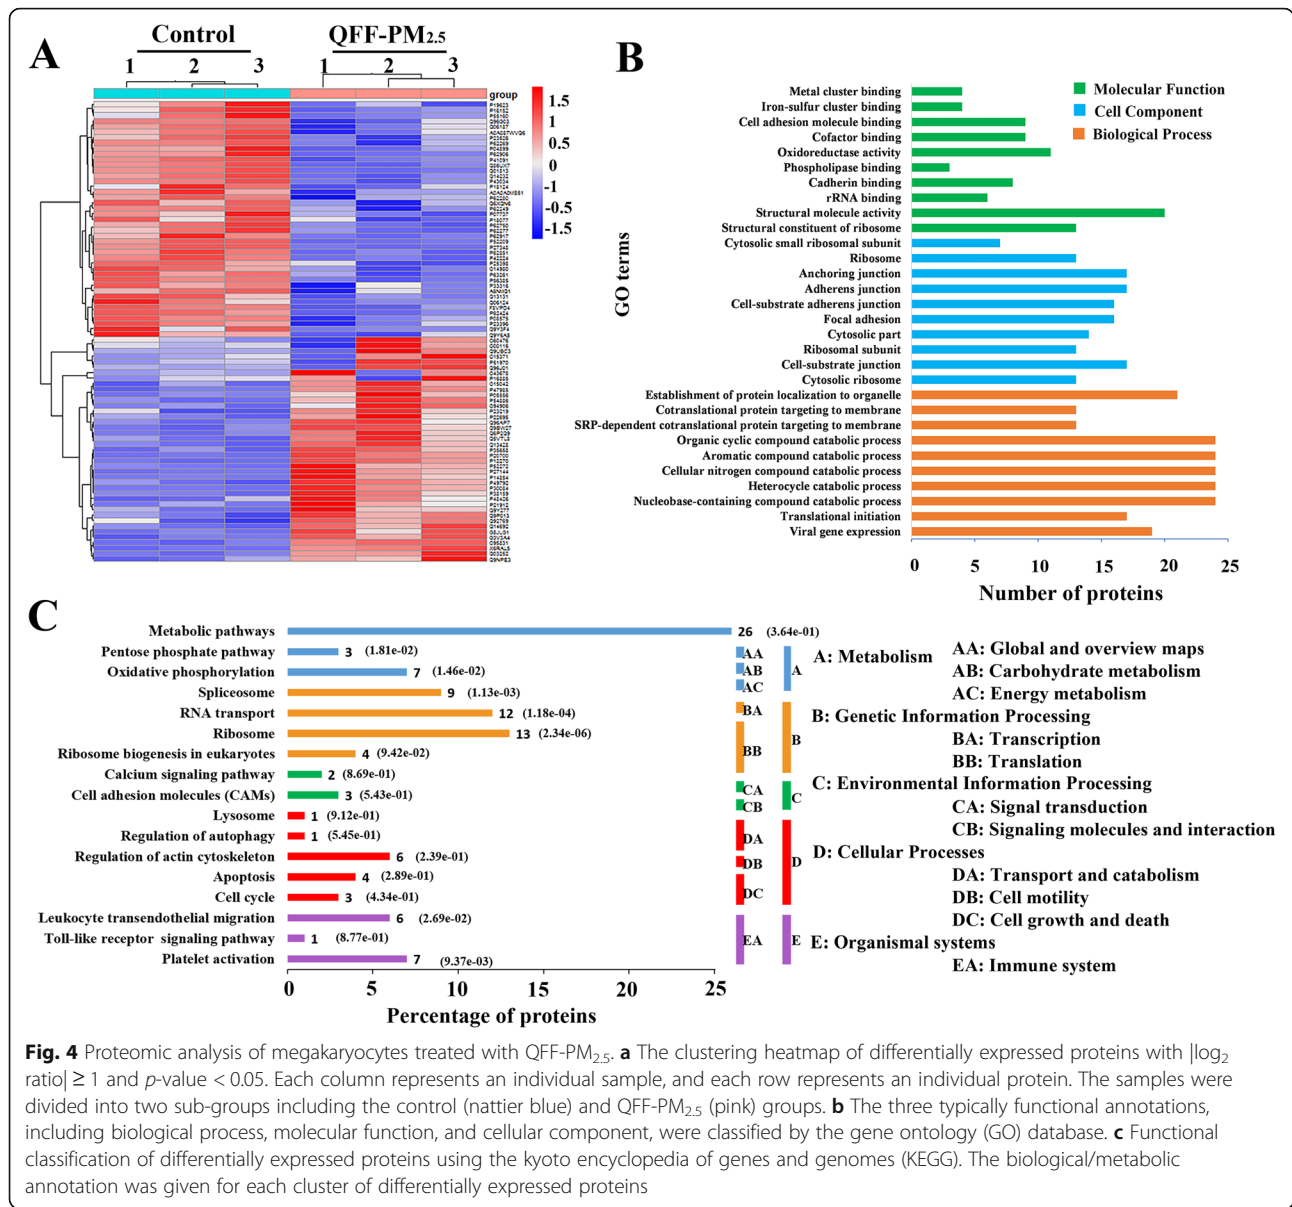 A
Control
QFF-PM2.5
1 2 3 1 2 3
group
1.5
1
0.5
0
-1
-0.5
-1.5
B
GO terms
Molecular Function
Cell Component
Biological Process
Metal cluster binding
Iron-sulfur cluster binding
Cell adhesion molecule binding
Cofactor binding
Oxidoreductase activity
Phospholipase binding
Cadherin binding
rRNA binding
Structural molecule activity
Structural constituent of ribosome
Cytosolic small ribosomal subunit
Ribosome
Anchoring junction
Adherens junction
Cell-substrate adherens junction
Focal adhesion
Cytosolic part
Ribosomal subunit
Cell-substrate junction
Cytosolic ribosome
Establishment of protein localization to organelle
Cotranslational protein targeting to membrane
SRP-dependent cotranslational protein targeting to membrane
Organic cyclic compound catabolic process
Aromatic compound catabolic process
Cellular nitrogen compound catabolic process
Heterocycle catabolic process
Nucleobase-containing compound catabolic process
Translational initiation
Viral gene expression
0 5 10 15 20 25
Number of proteins
C
Metabolic pathways 26 (3.64e-01)
Pentose phosphate pathway 3 (1.81e-02)
Oxidative phosphorylation 7 (1.46e-02)
Spliceosome 9 (1.13e-03)
RNA transport 12 (1.18e-04)
Ribosome 13 (2.34e-06)
Ribosome biogenesis in eukaryotes 4 (9.42e-02)
Calcium signaling pathway 2 (8.69e-01)
Cell adhesion molecules (CAMs) 3 (5.43e-01)
Lysosome 1 (9.12e-01)
Regulation of autophagy 1 (5.45e-01)
Regulation of actin cytoskeleton 6 (2.39e-01)
Apoptosis 4 (2.89e-01)
Cell cycle 3 (4.34e-01)
Leukocyte transendothelial migration 6 (2.69e-02)
Toll-like receptor signaling pathway 1 (8.77e-01)
Platelet activation 7 (9.37e-03)
0 5 10 15 20 25
Percentage of proteins
AA
AB
AC
A
BA
BB
B
CA
CB
C
DA
DB
DC
D
EA
E
A: Metabolism
AA: Global and overview maps
AB: Carbohydrate metabolism
AC: Energy metabolism
B: Genetic Information Processing
BA: Transcription
BB: Translation
C: Environmental Information Processing
CA: Signal transduction
CB: Signaling molecules and interaction
D: Cellular Processes
DA: Transport and catabolism
DB: Cell motility
DC: Cell growth and death
E: Organismal systems
EA: Immune system
Fig. 4 Proteomic analysis of megakaryocytes treated with QFF-PM2.5. a The clustering heatmap of differentially expressed proteins with |log2
ratio| ≥ 1 and p-value < 0.05. Each column represents an individual sample, and each row represents an individual protein. The samples were
divided into two sub-groups including the control (nattier blue) and QFF-PM2.5 (pink) groups. b The three typically functional annotations,
including biological process, molecular function, and cellular component, were classified by the gene ontology (GO) database. c Functional
classification of differentially expressed proteins using the kyoto encyclopedia of genes and genomes (KEGG). The biological/metabolic
annotation was given for each cluster of differentially expressed proteins